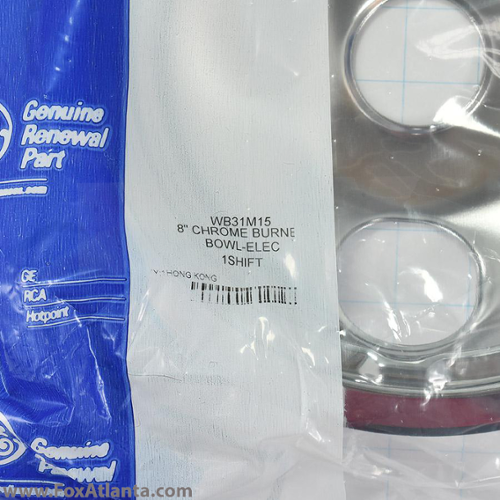 Genuine
Renewal
Part
WB31M15
8" CHROME BURNE
BOWL-ELEC
1SHIFT
HONG KONG
GE
RCA
Hotpoint
Genuine
Renewal
www.FoxAtlanta.com